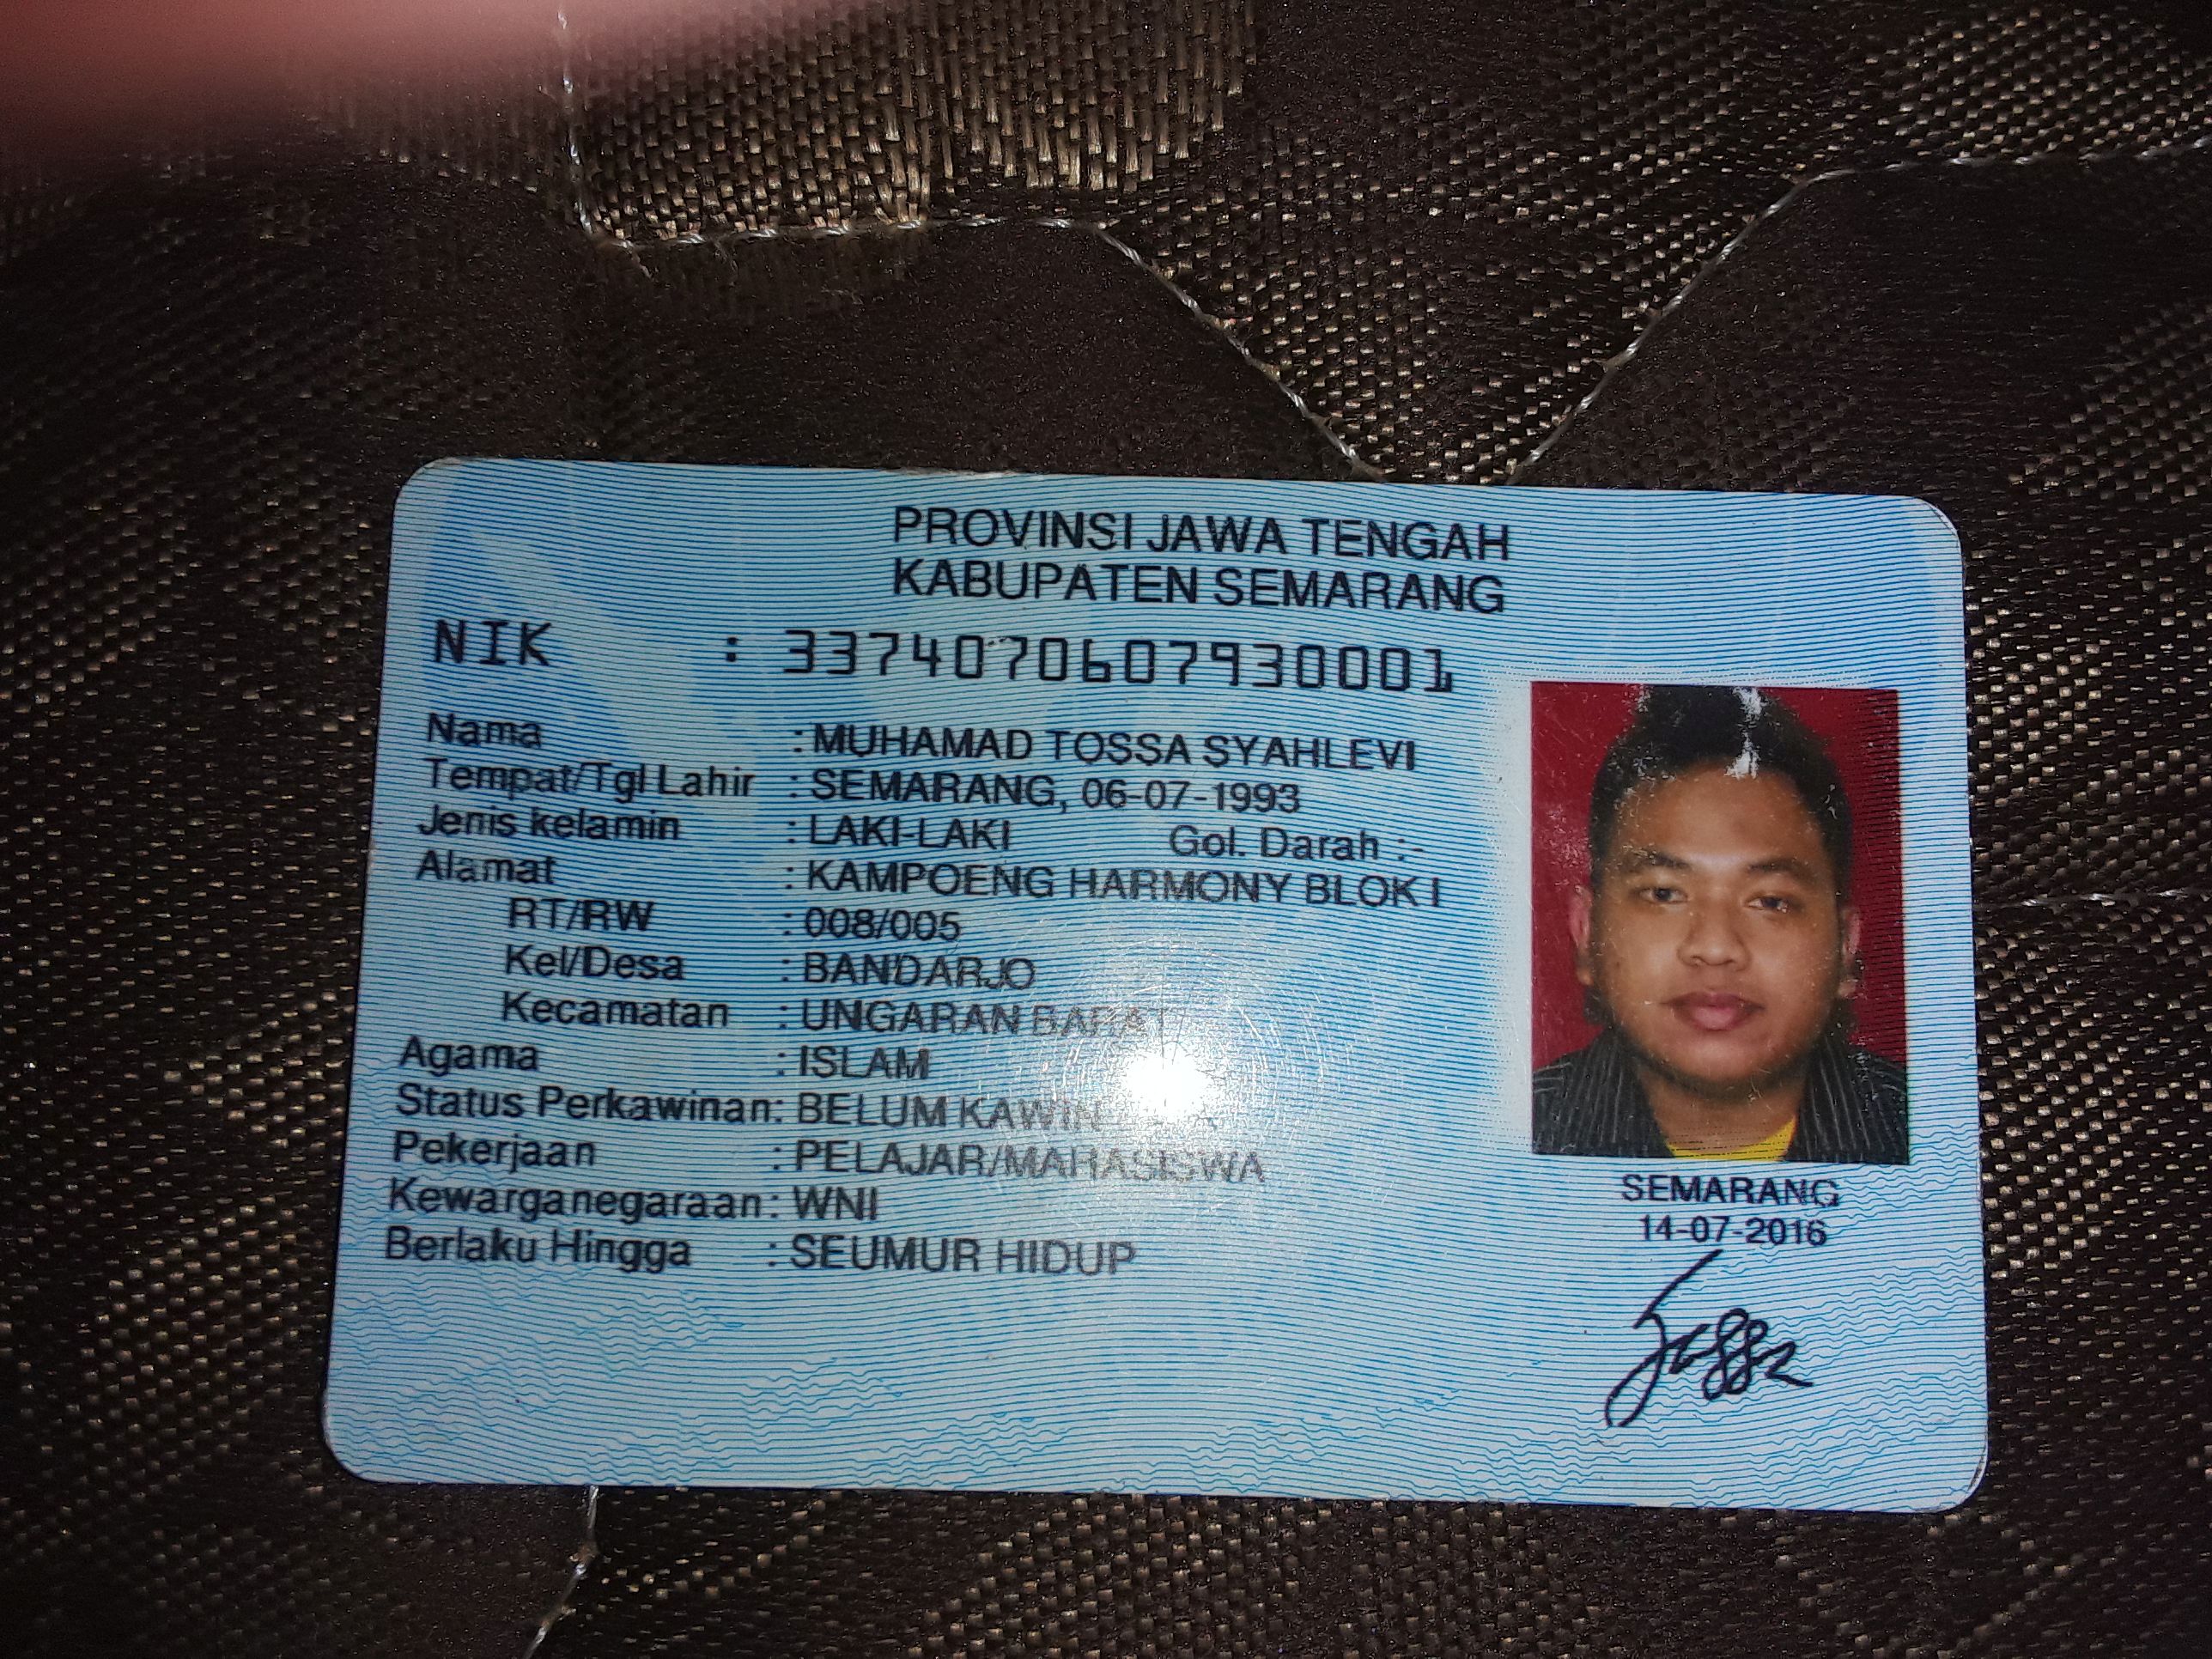 PROVINSI JAWA TENGAH
KABUPATEN SEMARANG
NIK : 3374070607930001
Nama : MUHAMAD TOSSA SYAHLEVI
Tempat/Tgl Lahir : SEMARANG, 06-07-1993
Jenis kelamin : LAKI-LAKI Gol. Darah :-
Alamat : KAMPOENG HARMONY BLOK I
RT/RW : 008/005
Kel/Desa : BANDARJO
Kecamatan : UNGARAN BARAT
Agama : ISLAM
Status Perkawinan: BELUM KAWIN
Pekerjaan : PELAJAR/MAHASISWA
Kewarganegaraan: WNI
Berlaku Hingga : SEUMUR HIDUP
SEMARANG
14-07-2016